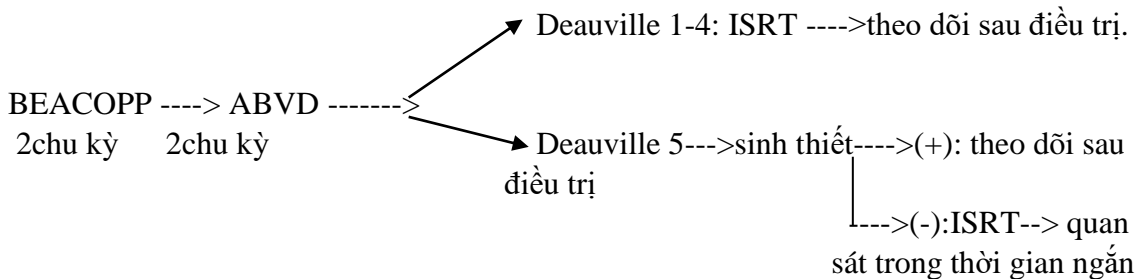 Deauville 1-4: ISRT ---->theo dõi sau điều trị.
BEACOPP ----> ABVD ------->
2chu kỳ 2chu kỳ
Deauville 5--->sinh thiết---->(+): theo dõi sau
điều trị
---->(-):ISRT--> quan
sát trong thời gian ngắn